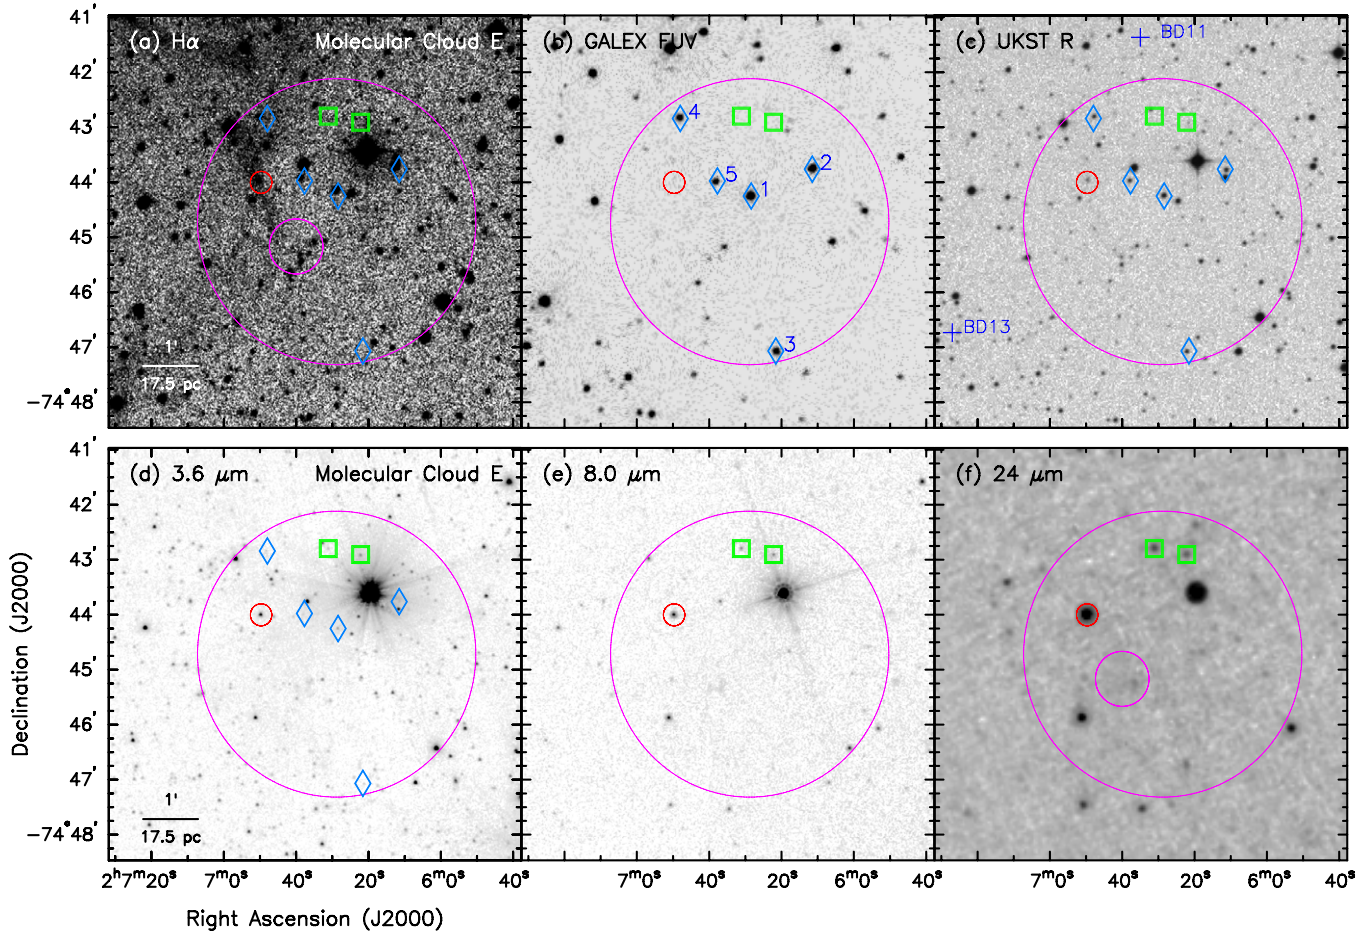 (a) Hα Molecular Cloud E
(b) GALEX FUV
(c) UKST R
BD11
41'
42'
43'
44'
45'
46'
47'
−74°48'
4
2
5
1
3
BD13
1'
17.5 pc
(d) 3.6 μm Molecular Cloud E
(e) 8.0 μm
(f) 24 μm
41'
42'
43'
44'
45'
46'
47'
−74°48'
1'
17.5 pc
Declination (J2000)
2ʰ7ᵐ20ˢ 7ᵐ0ˢ 40ˢ 20ˢ 6ᵐ0ˢ 40ˢ
7ᵐ0ˢ 40ˢ 20ˢ 6ᵐ0ˢ
7ᵐ0ˢ 40ˢ 20ˢ 6ᵐ0ˢ 40ˢ
Right Ascension (J2000)